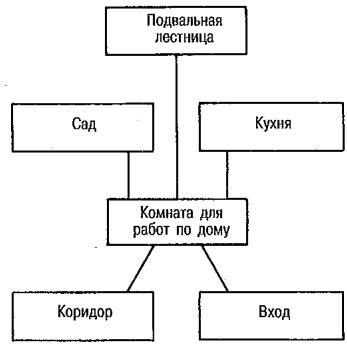 Подвальная
лестница
Сад
Кухня
Комната для
работ по дому
Коридор
Вход